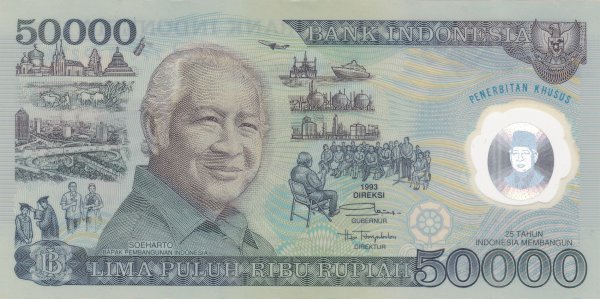 50000
BANK INDONESIA
PENERBITAN KHUSUS
1993
DIREKSI
GUBERNUR
DIREKTUR
SOEHARTO
BAPAK PEMBANGUNAN INDONESIA
25 TAHUN
INDONESIA MEMBANGUN
LIMA PULUH RIBU RUPIAH
50000